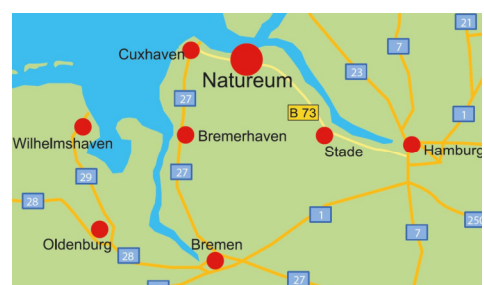 21
7
Cuxhaven
23
Natureum
27
B 73
1
Wilhelmshaven
Bremerhaven
Stade
Hamburg
29
27
28
1
250
7
Oldenburg
28
Bremen
1
27